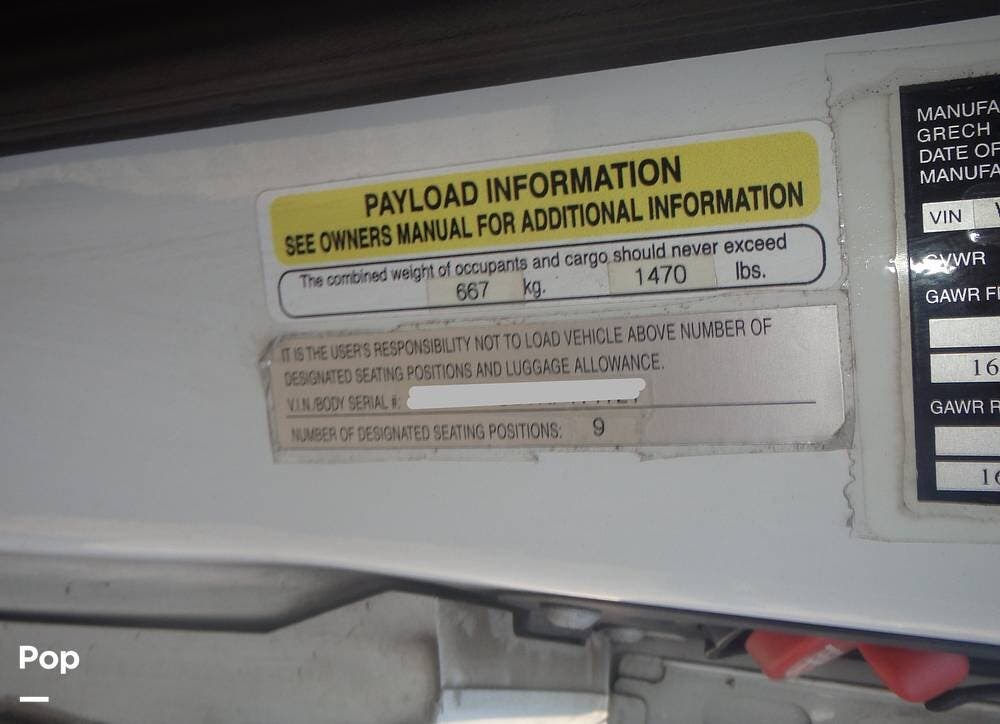 PAYLOAD INFORMATION
SEE OWNERS MANUAL FOR ADDITIONAL INFORMATION
The combined weight of occupants and cargo should never exceed
667 kg. 1470 lbs.
IT IS THE USER'S RESPONSIBILITY NOT TO LOAD VEHICLE ABOVE NUMBER OF
DESIGNATED SEATING POSITIONS AND LUGGAGE ALLOWANCE.
V.I.N./BODY SERIAL #:
NUMBER OF DESIGNATED SEATING POSITIONS: 9
MANUFA
GRECH
DATE OF
MANUFA
VIN
GVWR
GAWR
16
GAWR R
16
Pop